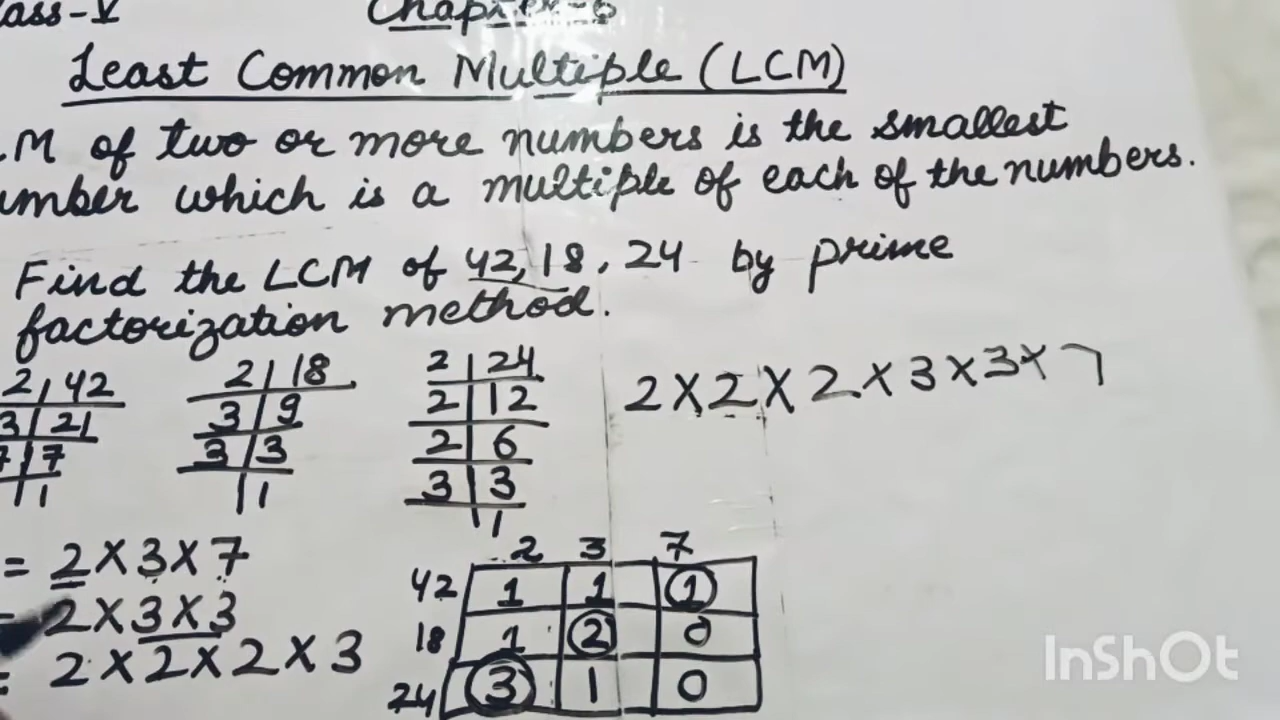 Chapter-6
Least Common Multiple (LCM)
M of two or more numbers is the smallest
umber which is a multiple of each of the numbers.
Find the LCM of 42, 18, 24 by prime
factorization method.
2 42
3 21
7 7
1
2 18
3 9
3 3
1
2 24
2 12
2 6
3 3
1
2 X 2 X 2 X 3 X 3 X 7
= 2 X 3 X 7
= 2 X 3 X 3
= 2 X 2 X 2 X 3
2 3 7
42 1 1 1
18 1 2 0
24 3 1 0
InShOt